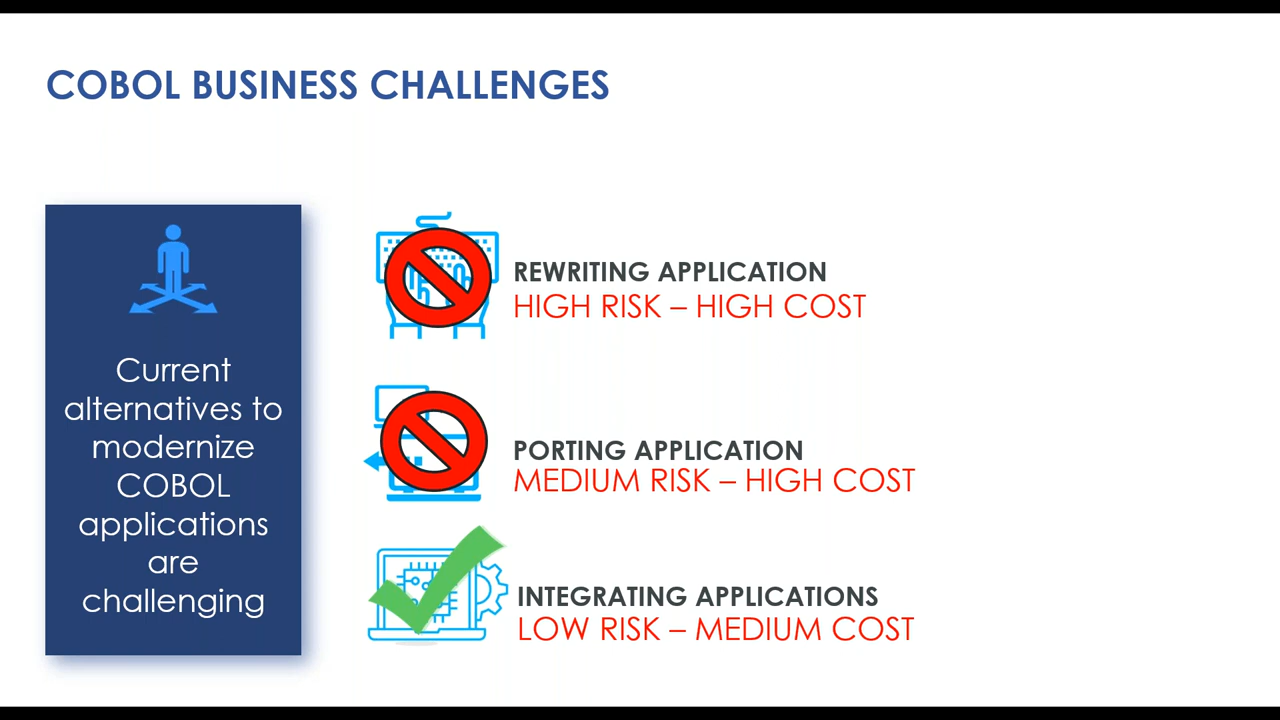 COBOL BUSINESS CHALLENGES
Current
alternatives to
modernize
COBOL
applications
are
challenging
REWRITING APPLICATION
HIGH RISK – HIGH COST
PORTING APPLICATION
MEDIUM RISK – HIGH COST
INTEGRATING APPLICATIONS
LOW RISK – MEDIUM COST